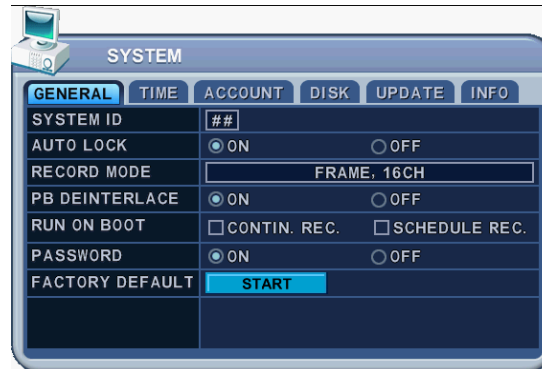 SYSTEM
GENERAL TIME ACCOUNT DISK UPDATE INFO
SYSTEM ID ##
AUTO LOCK ON OFF
RECORD MODE FRAME, 16CH
PB DEINTERLACE ON OFF
RUN ON BOOT CONTIN. REC. SCHEDULE REC.
PASSWORD ON OFF
FACTORY DEFAULT START